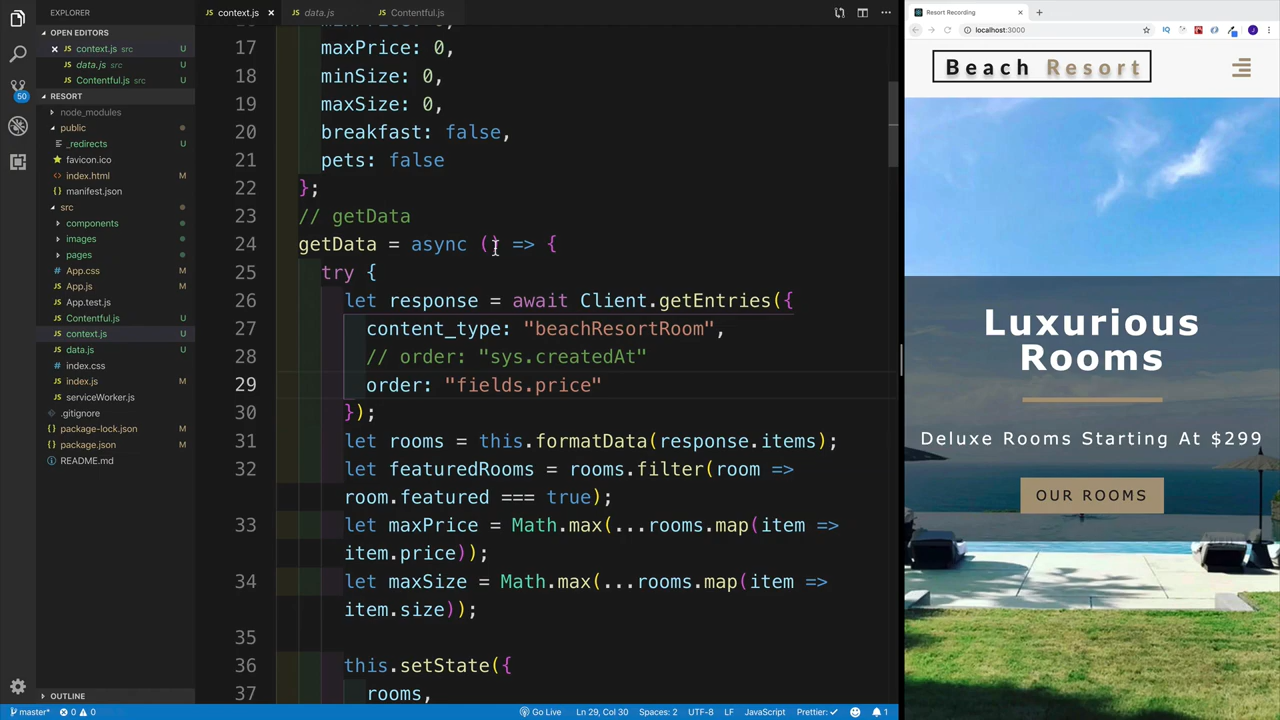 EXPLORER
OPEN EDITORS
context.js src U
data.js src U
Contentful.js src U
RESORT
node_modules
public
_redirects U
favicon.ico
index.html M
manifest.json
src
components
images
pages
App.css M
App.js M
App.test.js
Contentful.js U
context.js U
data.js U
index.css
index.js M
serviceWorker.js
.gitignore
package-lock.json M
package.json M
README.md
OUTLINE
50
context.js data.js Contentful.js
17 maxPrice: 0,
18 minSize: 0,
19 maxSize: 0,
20 breakfast: false,
21 pets: false
22 };
23 // getData
24 getData = async () => {
25 try {
26 let response = await Client.getEntries({
27 content_type: "beachResortRoom",
28 // order: "sys.createdAt"
29 order: "fields.price"
30 });
31 let rooms = this.formatData(response.items);
32 let featuredRooms = rooms.filter(room =>
room.featured === true);
33 let maxPrice = Math.max(...rooms.map(item =>
item.price));
34 let maxSize = Math.max(...rooms.map(item =>
item.size));
35
36 this.setState({
37 rooms,
master* 0 0 Go Live Ln 29, Col 30 Spaces: 2 UTF-8 LF JavaScript Prettier: ✓ 1
Resort Recording
localhost:3000
Beach Resort
Luxurious
Rooms
Deluxe Rooms Starting At $299
OUR ROOMS